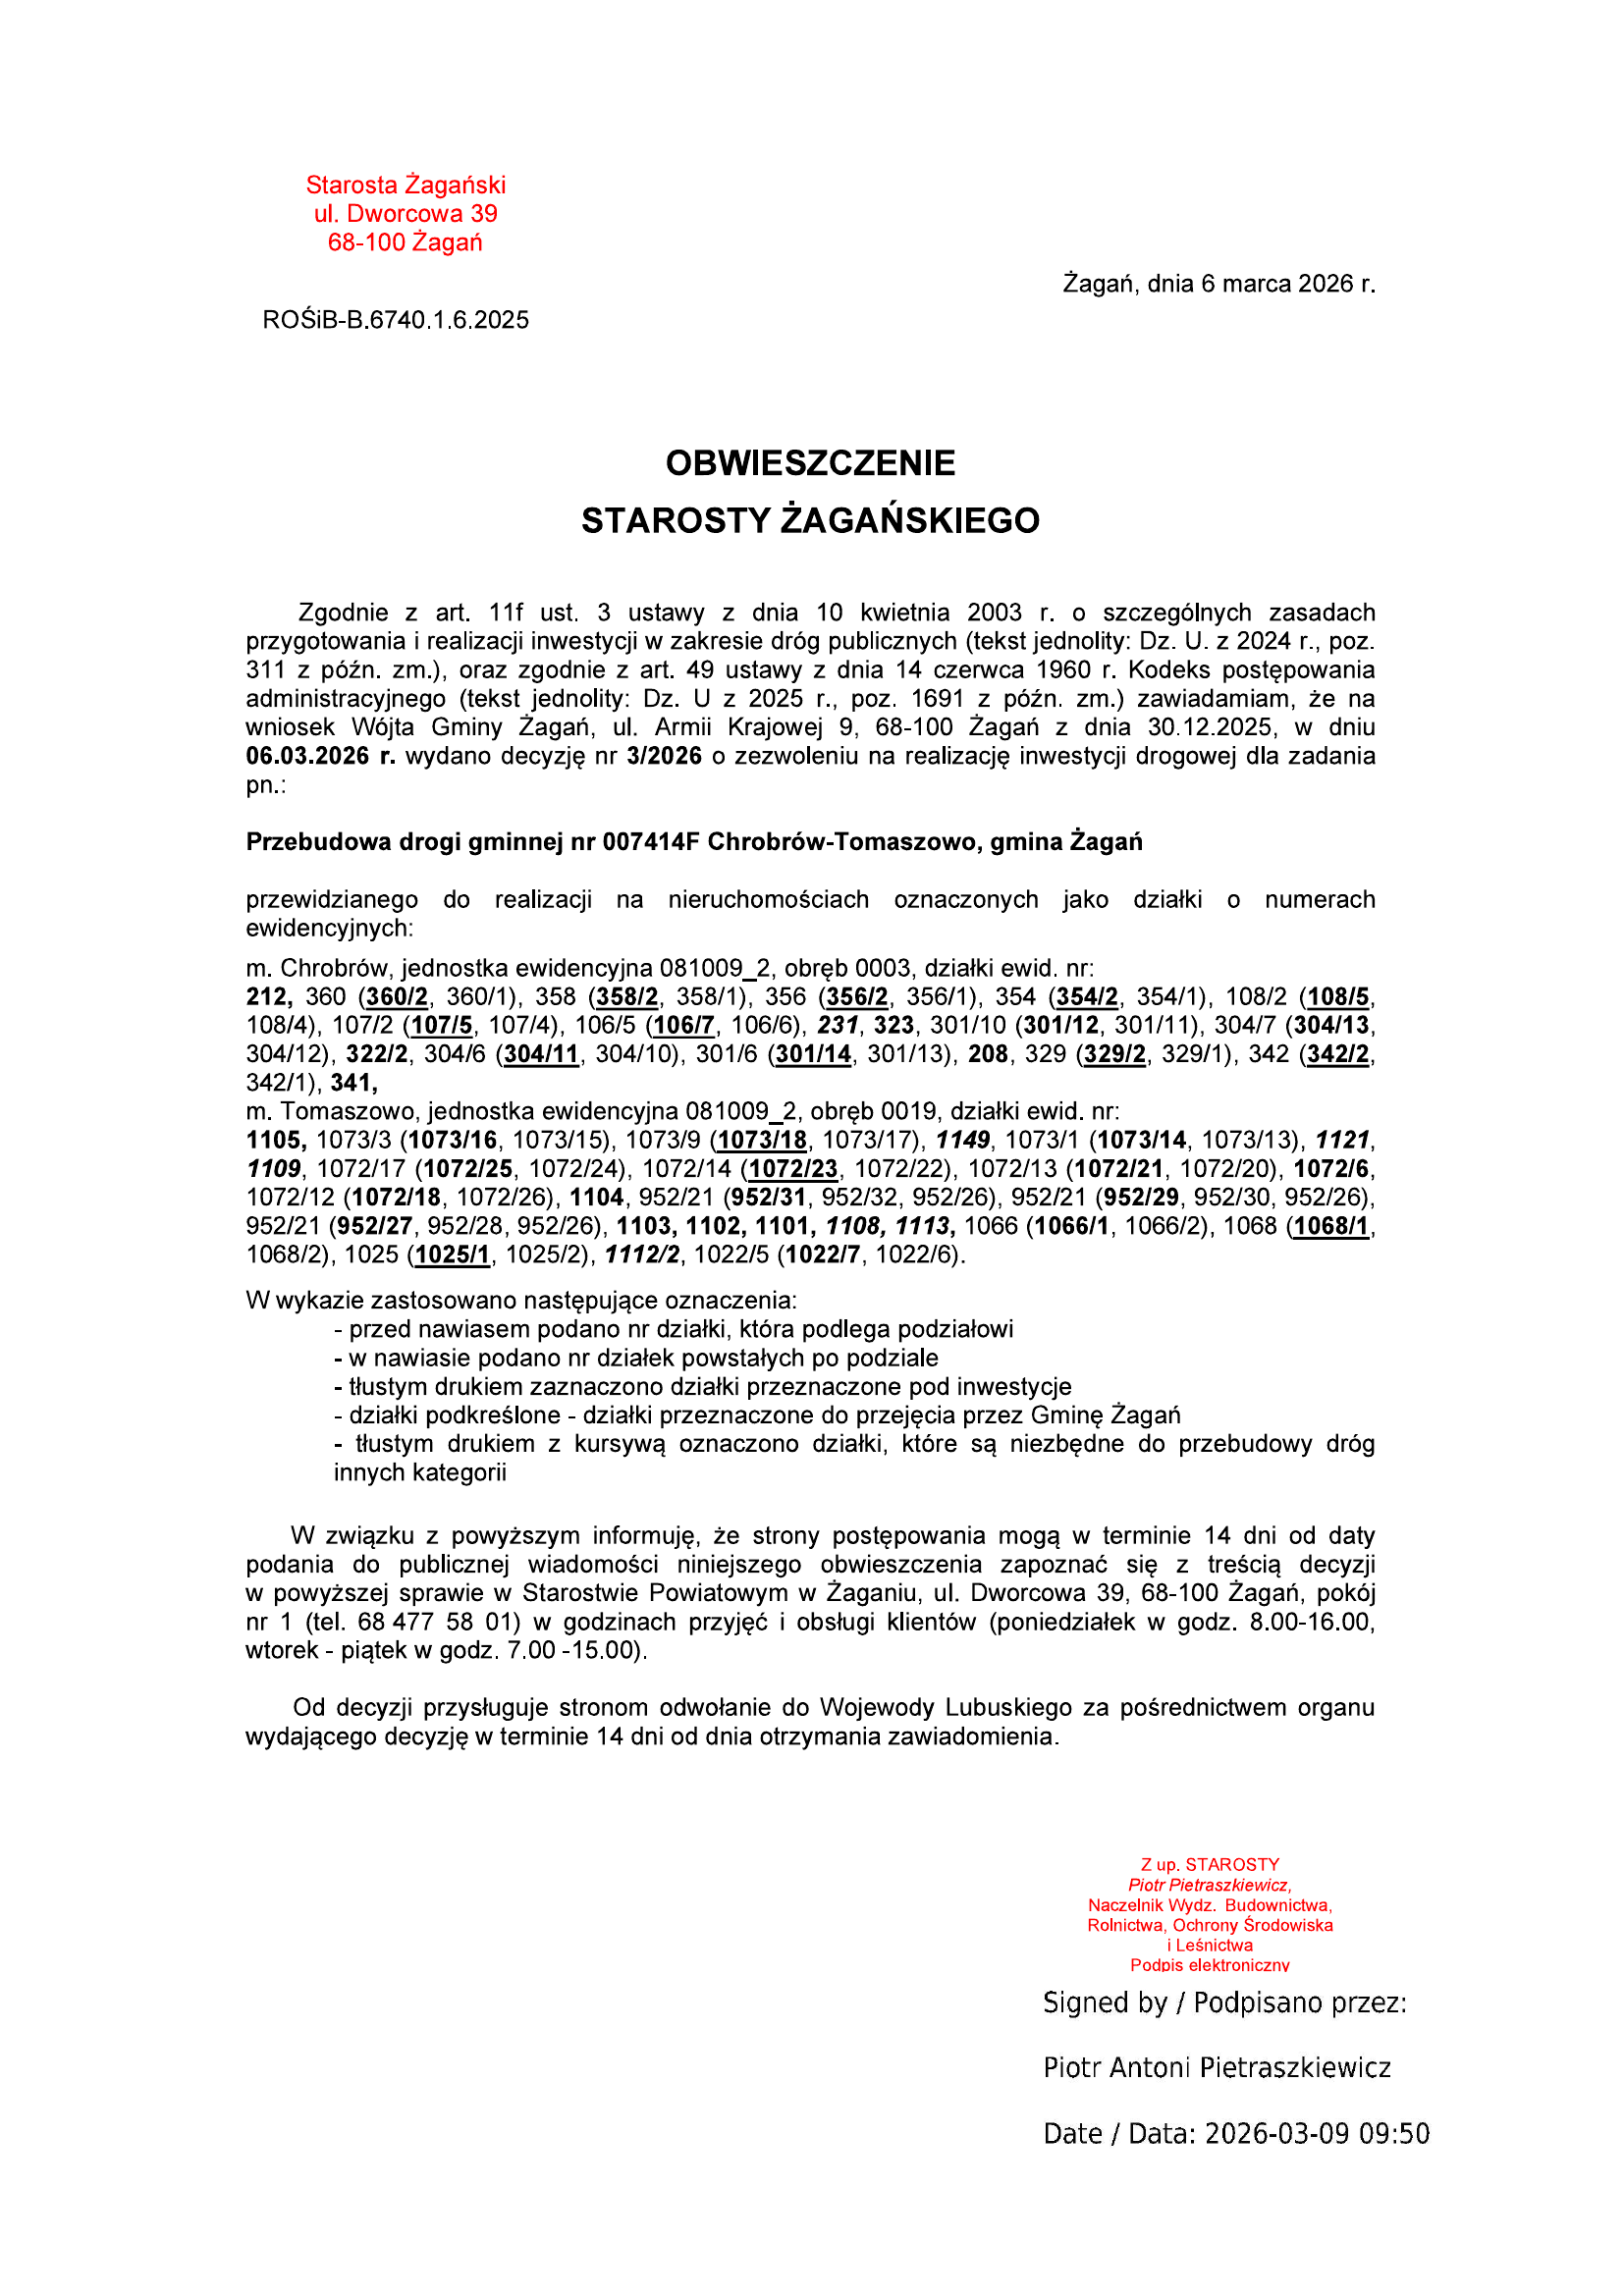 Starosta Żagański
ul. Dworcowa 39
68-100 Żagań
Żagań, dnia 6 marca 2026 r.
ROŚiB-B.6740.1.6.2025
OBWIESZCZENIE
STAROSTY ŻAGAŃSKIEGO
Zgodnie z art. 11f ust. 3 ustawy z dnia 10 kwietnia 2003 r. o szczególnych zasadach
przygotowania i realizacji inwestycji w zakresie dróg publicznych (tekst jednolity: Dz. U. z 2024 r., poz.
311 z późn. zm.), oraz zgodnie z art. 49 ustawy z dnia 14 czerwca 1960 r. Kodeks postępowania
administracyjnego (tekst jednolity: Dz. U z 2025 r., poz. 1691 z późn. zm.) zawiadamiam, że na
wniosek Wójta Gminy Żagań, ul. Armii Krajowej 9, 68-100 Żagań z dnia 30.12.2025, w dniu
06.03.2026 r. wydano decyzję nr 3/2026 o zezwoleniu na realizację inwestycji drogowej dla zadania
pn.:
Przebudowa drogi gminnej nr 007414F Chrobrów-Tomaszowo, gmina Żagań
przewidzianego do realizacji na nieruchomościach oznaczonych jako działki o numerach
ewidencyjnych:
m. Chrobrów, jednostka ewidencyjna 081009_2, obręb 0003, działki ewid. nr:
212, 360 (360/2, 360/1), 358 (358/2, 358/1), 356 (356/2, 356/1), 354 (354/2, 354/1), 108/2 (108/5,
108/4), 107/2 (107/5, 107/4), 106/5 (106/7, 106/6), 231, 323, 301/10 (301/12, 301/11), 304/7 (304/13,
304/12), 322/2, 304/6 (304/11, 304/10), 301/6 (301/14, 301/13), 208, 329 (329/2, 329/1), 342 (342/2,
342/1), 341,
m. Tomaszowo, jednostka ewidencyjna 081009_2, obręb 0019, działki ewid. nr:
1105, 1073/3 (1073/16, 1073/15), 1073/9 (1073/18, 1073/17), 1149, 1073/1 (1073/14, 1073/13), 1121,
1109, 1072/17 (1072/25, 1072/24), 1072/14 (1072/23, 1072/22), 1072/13 (1072/21, 1072/20), 1072/6,
1072/12 (1072/18, 1072/26), 1104, 952/21 (952/31, 952/32, 952/26), 952/21 (952/29, 952/30, 952/26),
952/21 (952/27, 952/28, 952/26), 1103, 1102, 1101, 1108, 1113, 1066 (1066/1, 1066/2), 1068 (1068/1,
1068/2), 1025 (1025/1, 1025/2), 1112/2, 1022/5 (1022/7, 1022/6).
W wykazie zastosowano następujące oznaczenia:
- przed nawiasem podano nr działki, która podlega podziałowi
- w nawiasie podano nr działek powstałych po podziale
- tłustym drukiem zaznaczono działki przeznaczone pod inwestycje
- działki podkreślone - działki przeznaczone do przejęcia przez Gminę Żagań
- tłustym drukiem z kursywą oznaczono działki, które są niezbędne do przebudowy dróg
innych kategorii
W związku z powyższym informuję, że strony postępowania mogą w terminie 14 dni od daty
podania do publicznej wiadomości niniejszego obwieszczenia zapoznać się z treścią decyzji
w powyższej sprawie w Starostwie Powiatowym w Żaganiu, ul. Dworcowa 39, 68-100 Żagań, pokój
nr 1 (tel. 68 477 58 01) w godzinach przyjęć i obsługi klientów (poniedziałek w godz. 8.00-16.00,
wtorek - piątek w godz. 7.00 -15.00).
Od decyzji przysługuje stronom odwołanie do Wojewody Lubuskiego za pośrednictwem organu
wydającego decyzję w terminie 14 dni od dnia otrzymania zawiadomienia.
Z up. STAROSTY
Piotr Pietraszkiewicz,
Naczelnik Wydz. Budownictwa,
Rolnictwa, Ochrony Środowiska
i Leśnictwa
Podpis elektroniczny
Signed by / Podpisano przez:
Piotr Antoni Pietraszkiewicz
Date / Data: 2026-03-09 09:50